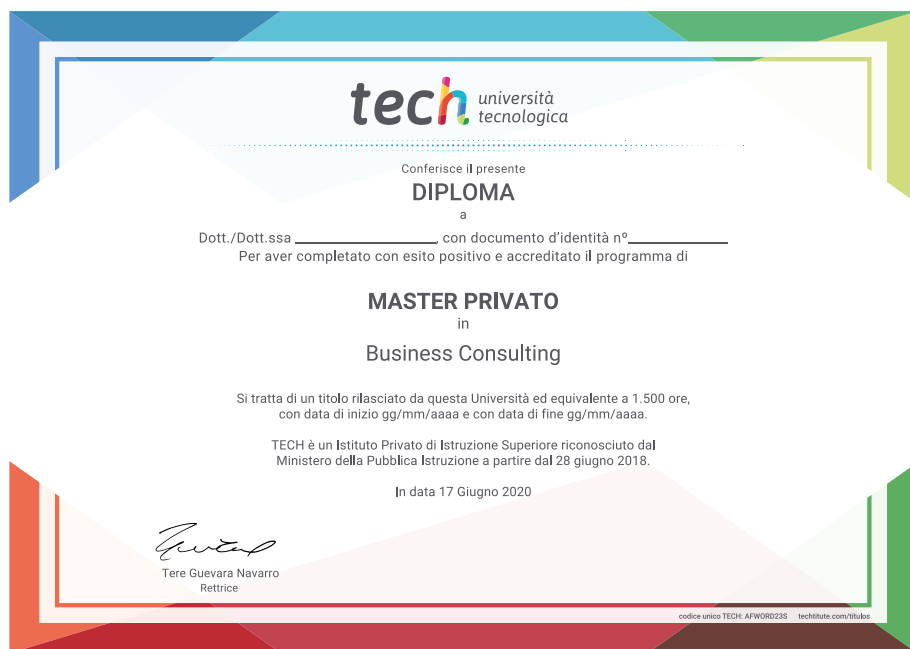 tech università
tecnologica
Conferisce il presente
DIPLOMA
a
Dott./Dott.ssa ________________, con documento d'identità nº____________
Per aver completato con esito positivo e accreditato il programma di
MASTER PRIVATO
in
Business Consulting
Si tratta di un titolo rilasciato da questa Università ed equivalente a 1.500 ore,
con data di inizio gg/mm/aaaa e con data di fine gg/mm/aaaa.
TECH è un Istituto Privato di Istruzione Superiore riconosciuto dal
Ministero della Pubblica Istruzione a partire dal 28 giugno 2018.
In data 17 Giugno 2020
Tere Guevara Navarro
Rettrice
codice unico TECH: AFWORD23S techtitute.com/títulos